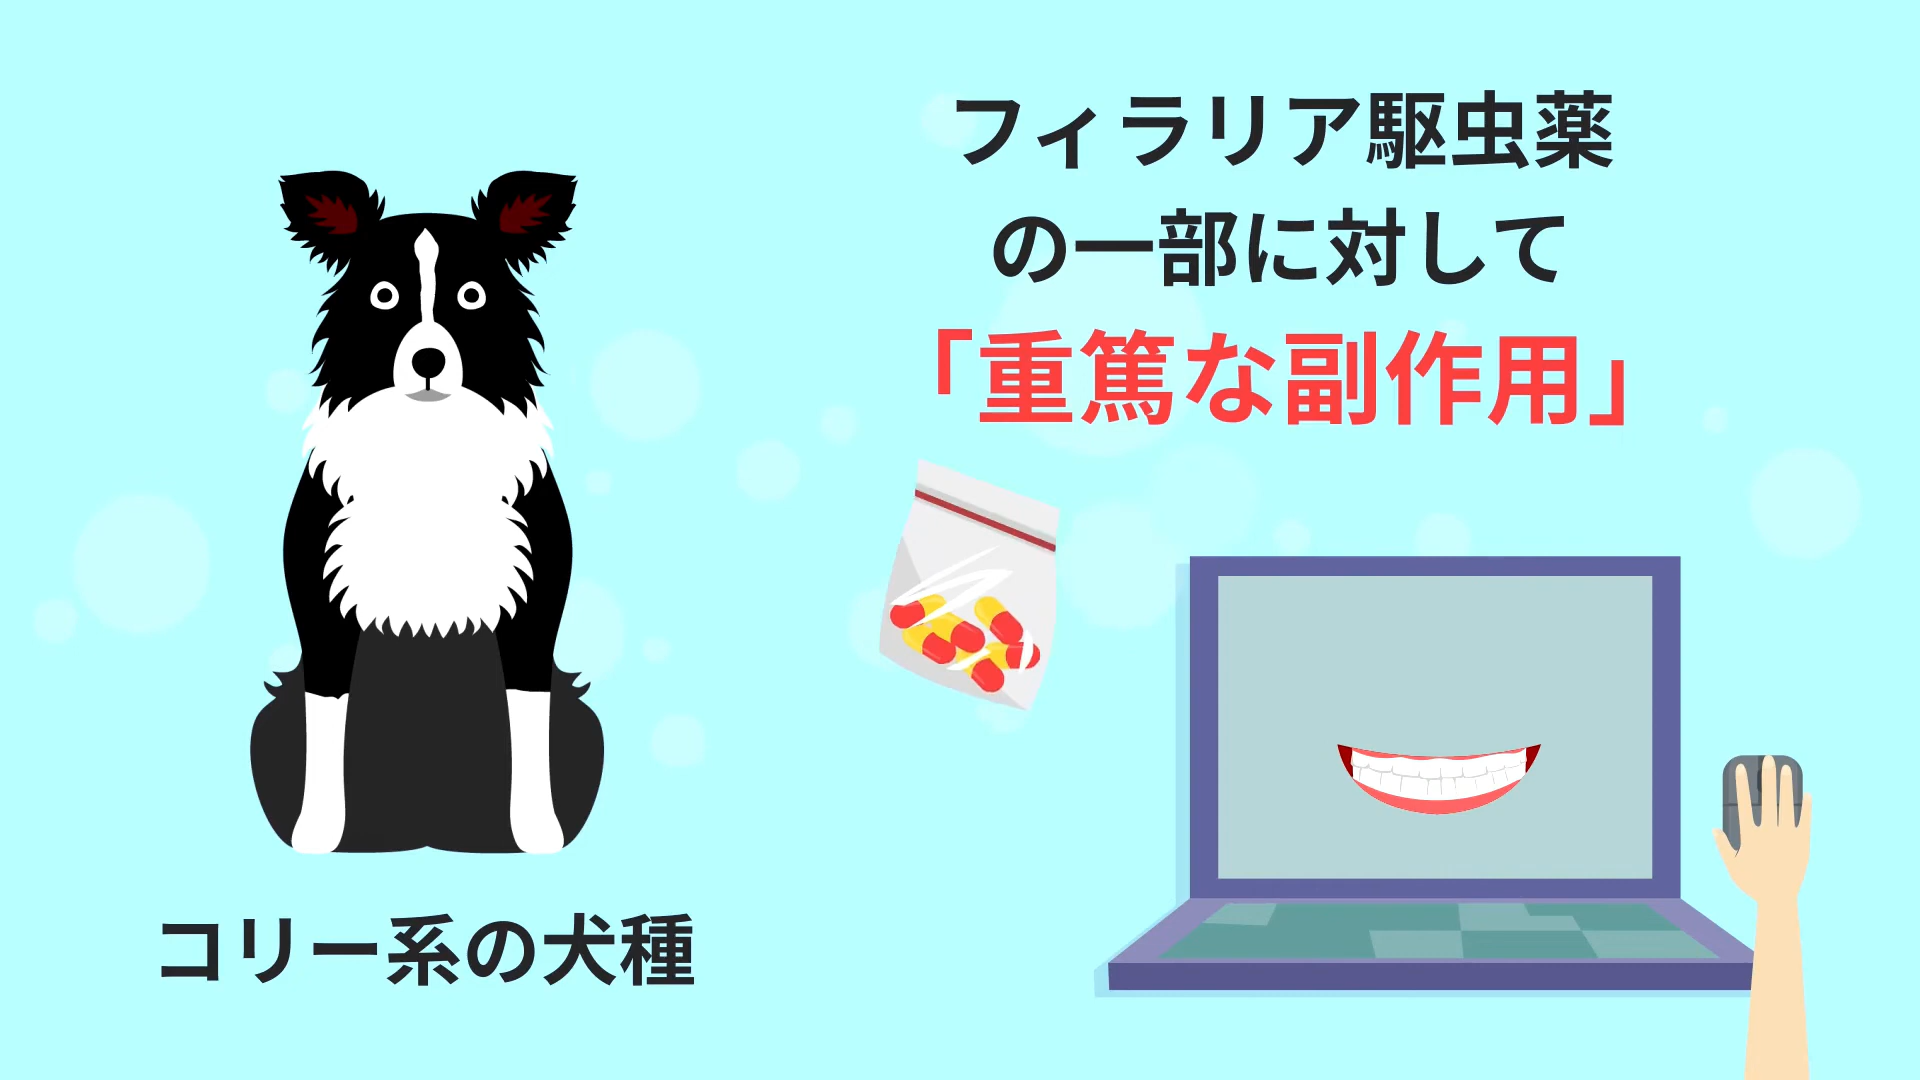 フィラリア駆虫薬
の一部に対して
「重篤な副作用」
コリー系の犬種